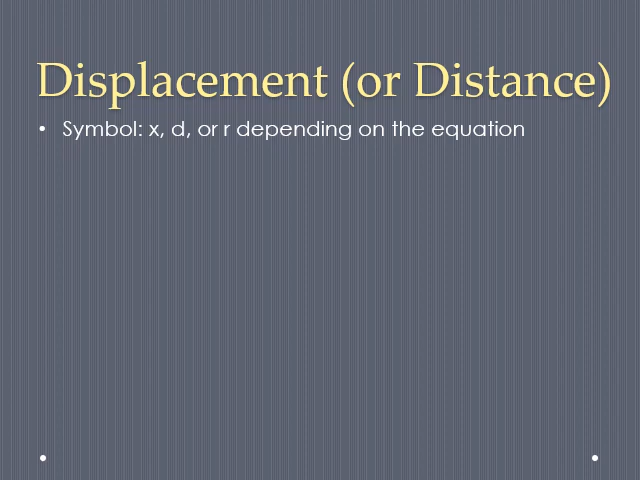 Displacement (or Distance)
• Symbol: x, d, or r depending on the equation